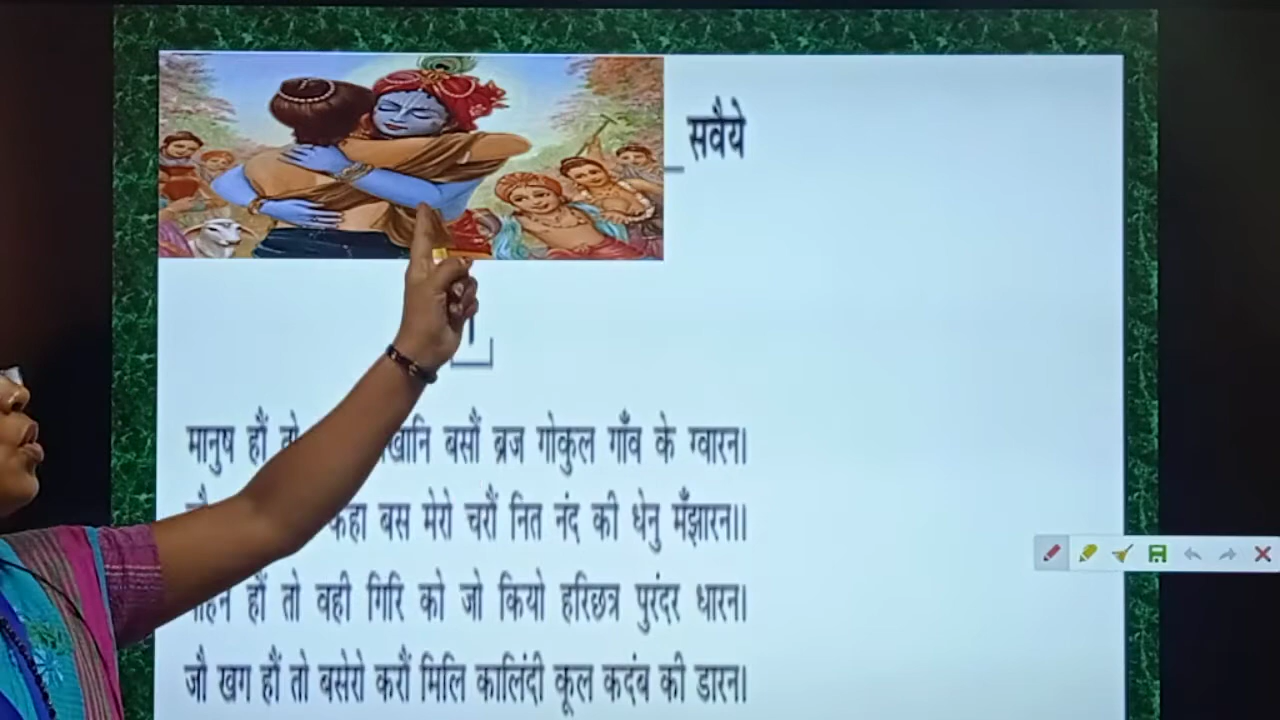 सवैये
मानुष हौं बसौं ब्रज गोकुल गाँव के ग्वारन।
कहा बस मेरो चरौं नित नंद की धेनु मँझारन।।
हौं तो वही गिरि को जो कियो हरिछत्र पुरंदर धारन।
जौ खग हौं तो बसेरो करौं मिलि कालिंदी कूल कदंब की डारन।